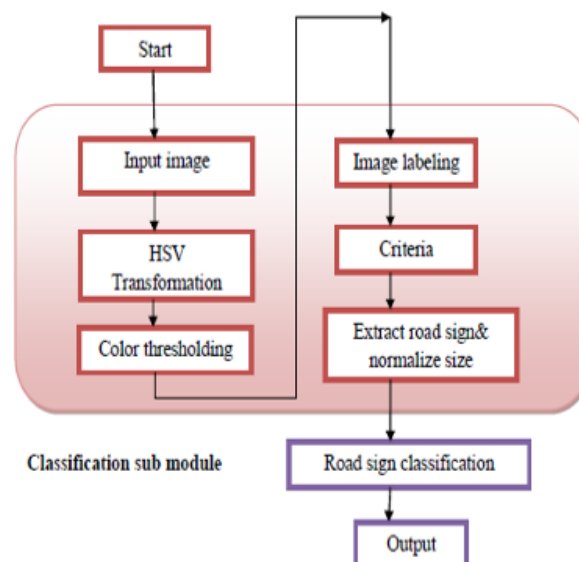 Start
Input image
HSV
Transformation
Color thresholding
Image labeling
Criteria
Extract road sign&
normalize size
Classification sub module
Road sign classification
Output